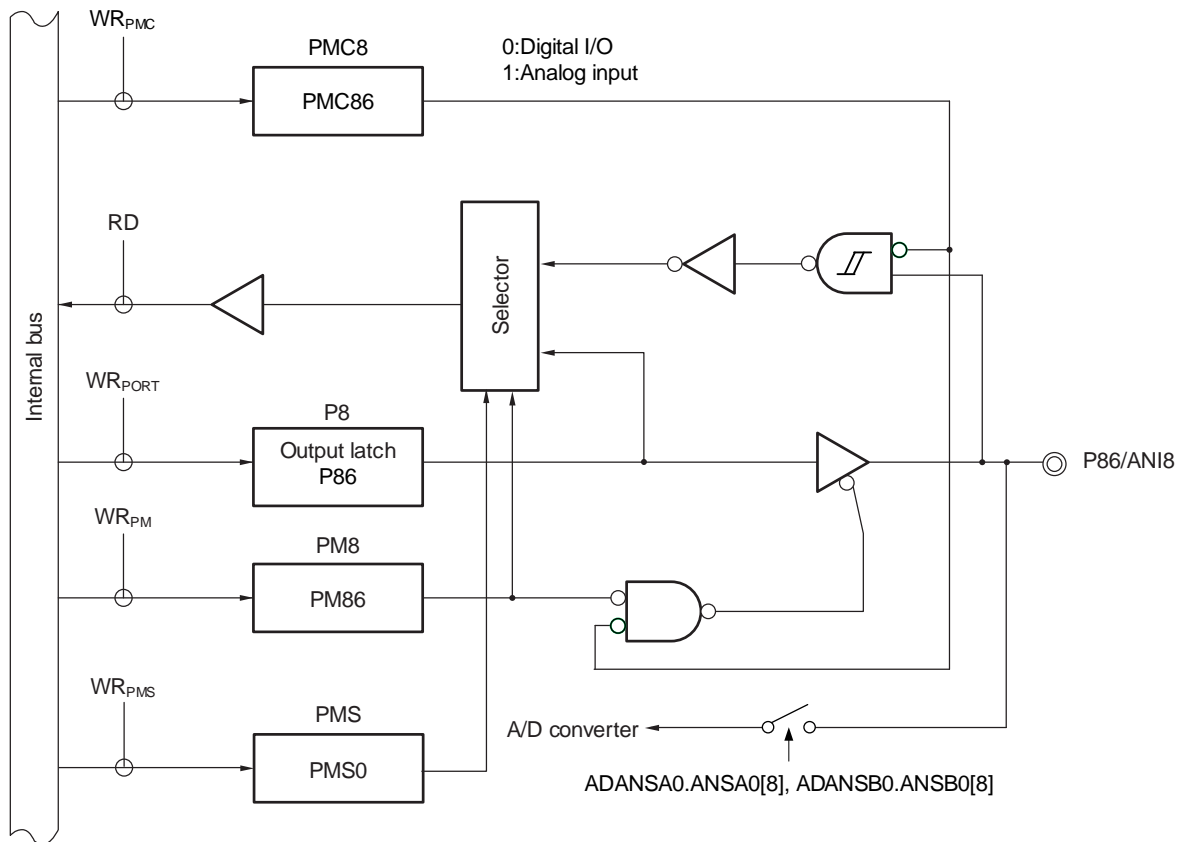 WRPMC
PMC8
PMC86
0:Digital I/O
1:Analog input
RD
Selector
Internal bus
WRPORT
P8
Output latch
P86
P86/ANI8
WRPM
PM8
PM86
WRPMS
PMS
PMS0
A/D converter
ADANSA0.ANSA0[8], ADANSB0.ANSB0[8]